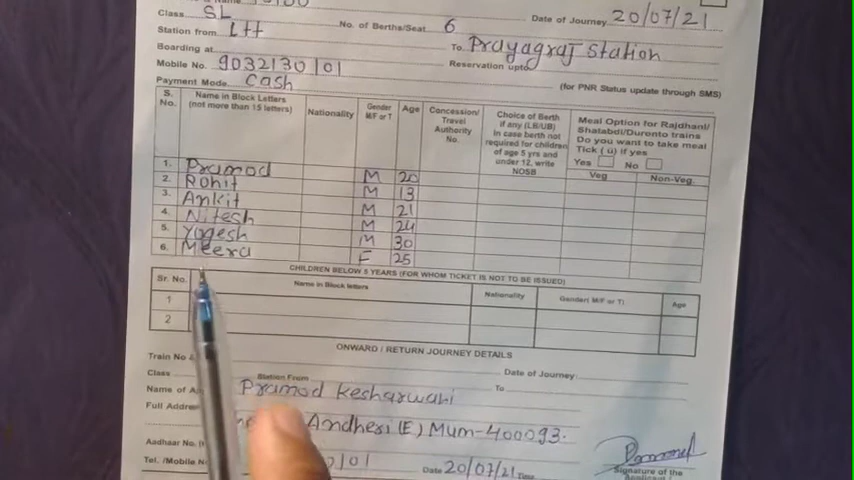 Class SL No. of Berths/Seat 6 Date of Journey 20/07/21
Station from LTT To Prayagraj Station
Boarding at Reservation upto
Mobile No. 9032130101 (for PNR Status update through SMS)
Payment Mode Cash
S. No. Name in Block Letters (not more than 15 letters) Nationality Gender M/F or T Age Concession/ Travel Authority No. Choice of Berth if any (LB/UB) In case berth not required for children of age 5 yrs and under 12. write NOSB Meal Option for Rajdhani/ Shatabdi/Duronto trains Do you want to take meal Tick (u) if yes
Yes No
Veg Non-Veg.
1. Pramod M 20
2. Rohit M 13
3. Ankit M 21
4. Nitesh M 24
5. Yogesh M 30
6. Meera F 25
CHILDREN BELOW 5 YEARS (FOR WHOM TICKET IS NOT TO BE ISSUED)
Sr. No. Name in Block letters Nationality Gender( M/F or T) Age
1
2
ONWARD / RETURN JOURNEY DETAILS
Train No & Date of Journey:
Class Station From To
Name of Pramod Kesharwani
Full Addres Andheri (E) Mum-400093.
Aadhaar No.
Tel./Mobile No 0101 Date 20/07/21 Time
Signature of the